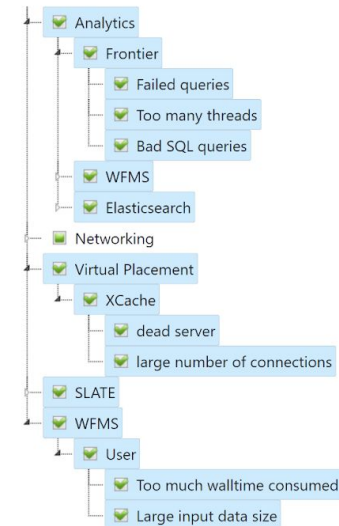 Analytics
Frontier
Failed queries
Too many threads
Bad SQL queries
WFMS
Elasticsearch
Networking
Virtual Placement
XCache
dead server
large number of connections
SLATE
WFMS
User
Too much walltime consumed
Large input data size